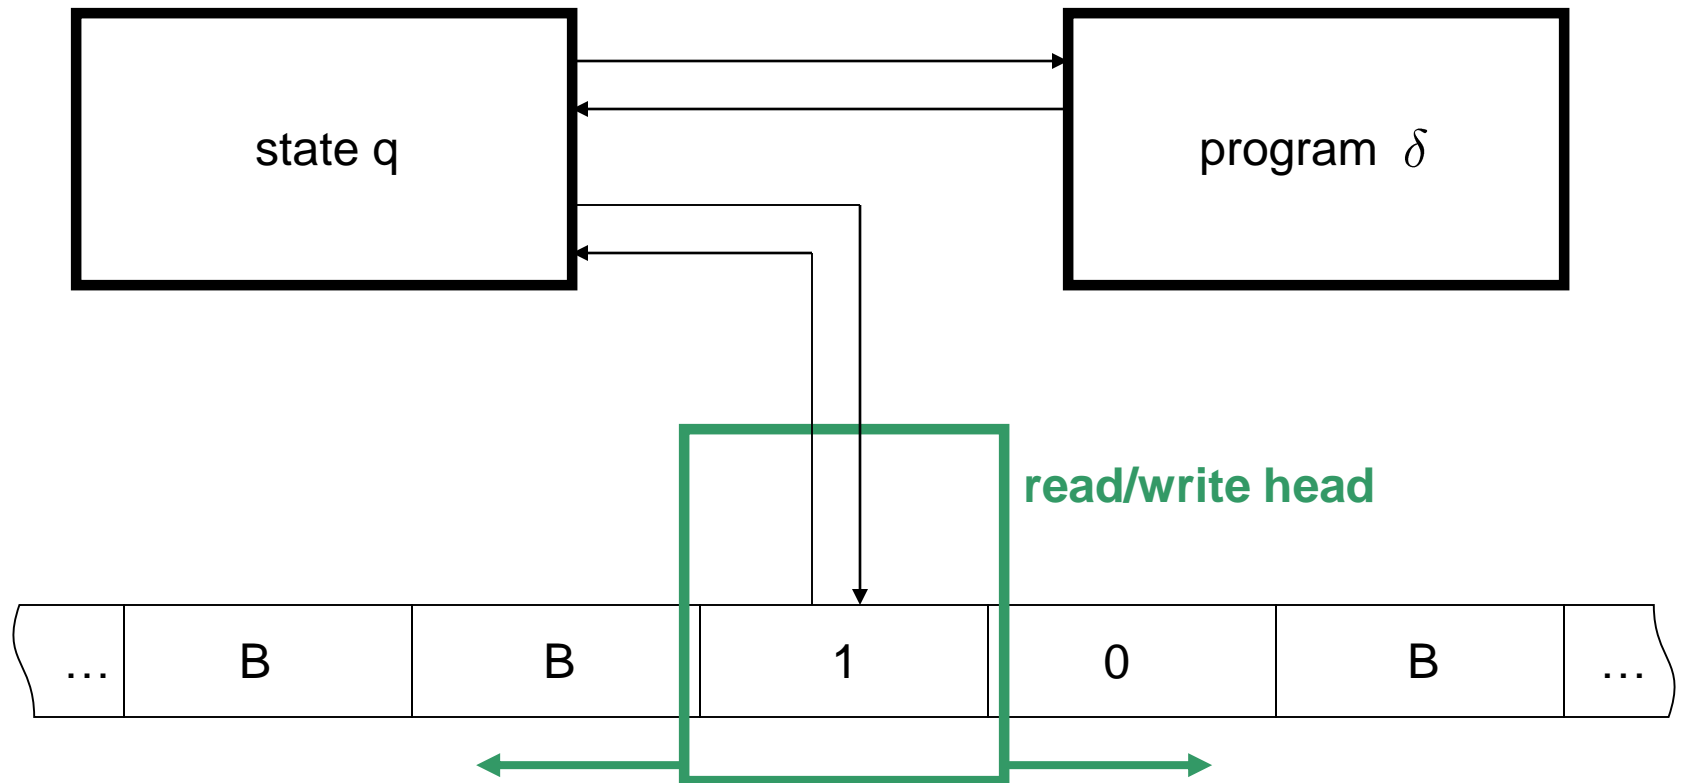 state q
program δ
read/write head
… B B 1 0 B …